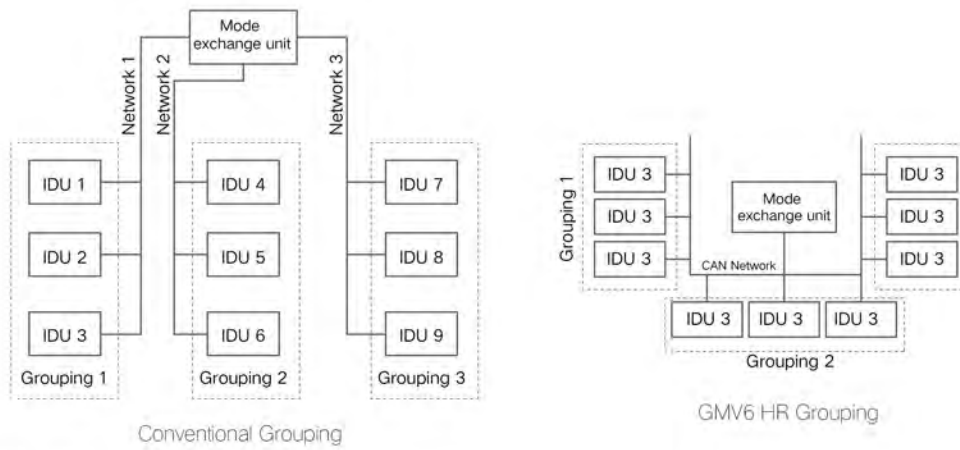 Mode
exchange unit
Network 1
Network 2
Network 3
IDU 1
IDU 2
IDU 3
Grouping 1
IDU 4
IDU 5
IDU 6
Grouping 2
IDU 7
IDU 8
IDU 9
Grouping 3
Conventional Grouping
Grouping 1
IDU 3
IDU 3
IDU 3
Mode
exchange unit
CAN Network
IDU 3
IDU 3
IDU 3
IDU 3
IDU 3
IDU 3
Grouping 2
GMV6 HR Grouping